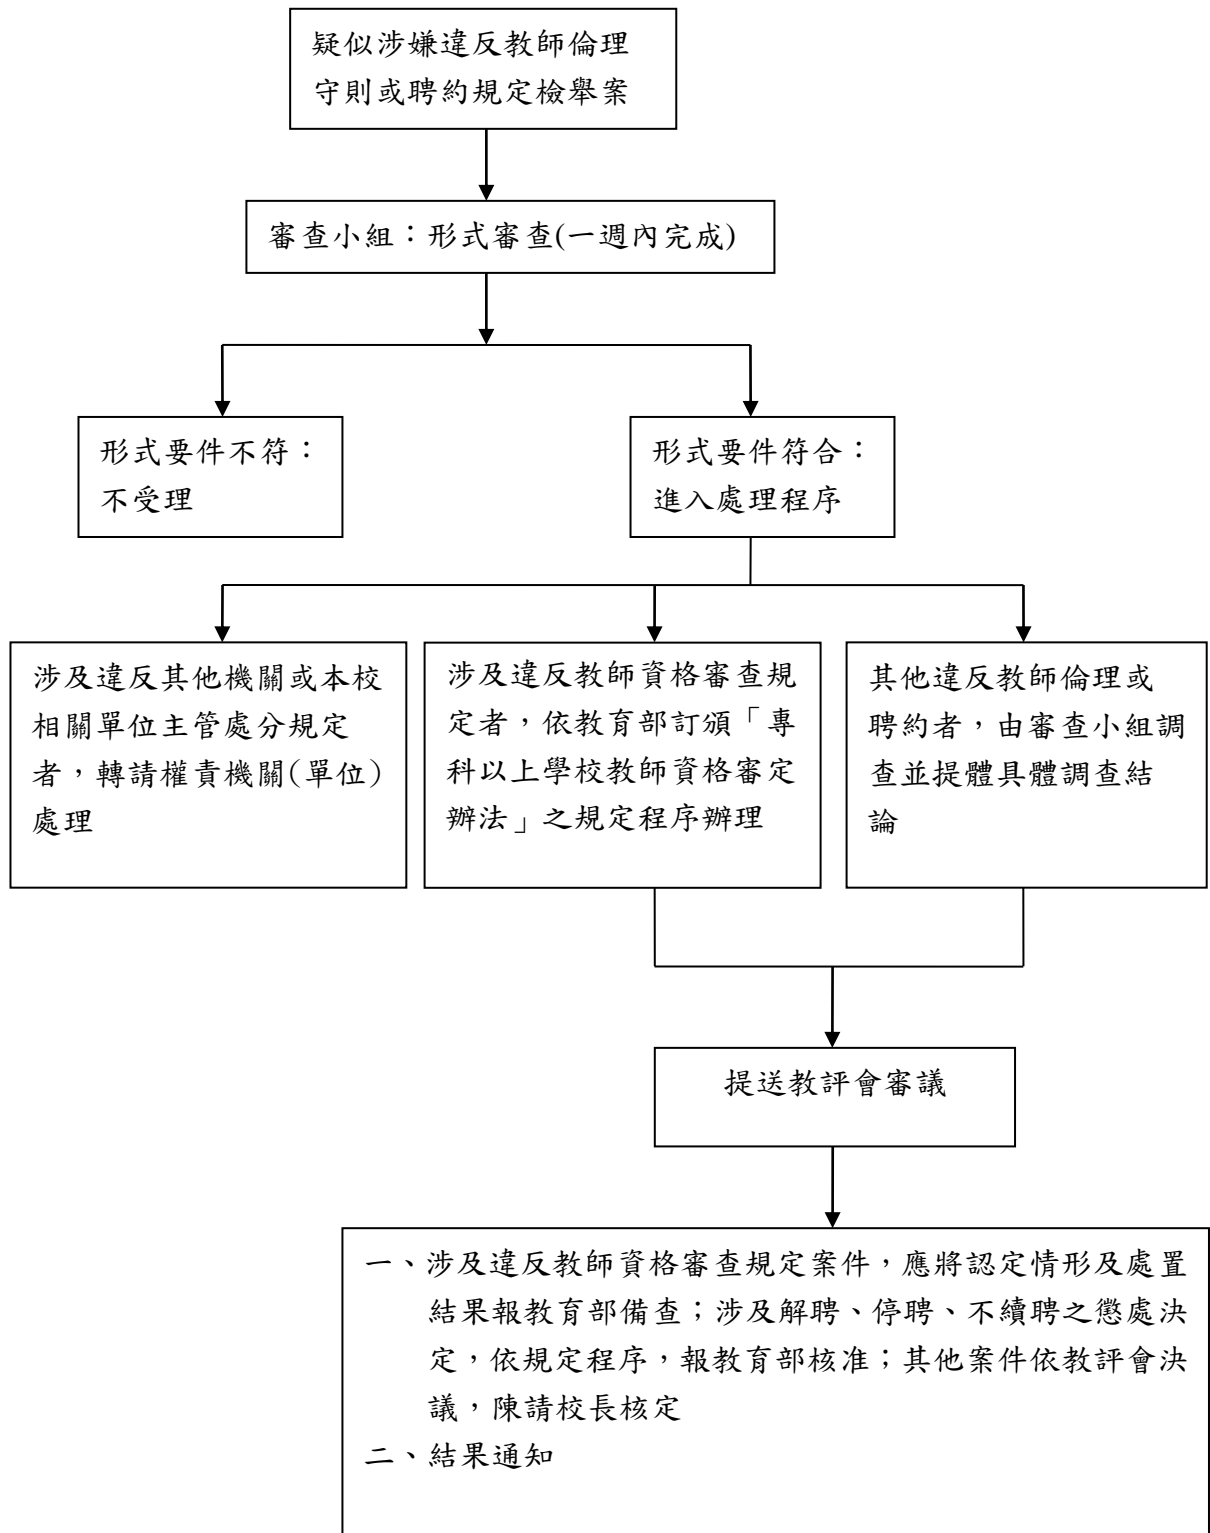 疑似涉嫌違反教師倫理
守則或聘約規定檢舉案
審查小組：形式審查(一週內完成)
形式要件不符：
不受理
形式要件符合：
進入處理程序
涉及違反其他機關或本校
相關單位主管處分規定
者，轉請權責機關(單位)
處理
涉及違反教師資格審查規
定者，依教育部訂頒「專
科以上學校教師資格審定
辦法」之規定程序辦理
其他違反教師倫理或
聘約者，由審查小組調
查並提體具體調查結
論
提送教評會審議
一、涉及違反教師資格審查規定案件，應將認定情形及處置
結果報教育部備查；涉及解聘、停聘、不續聘之懲處決
定，依規定程序，報教育部核准；其他案件依教評會決
議，陳請校長核定
二、結果通知